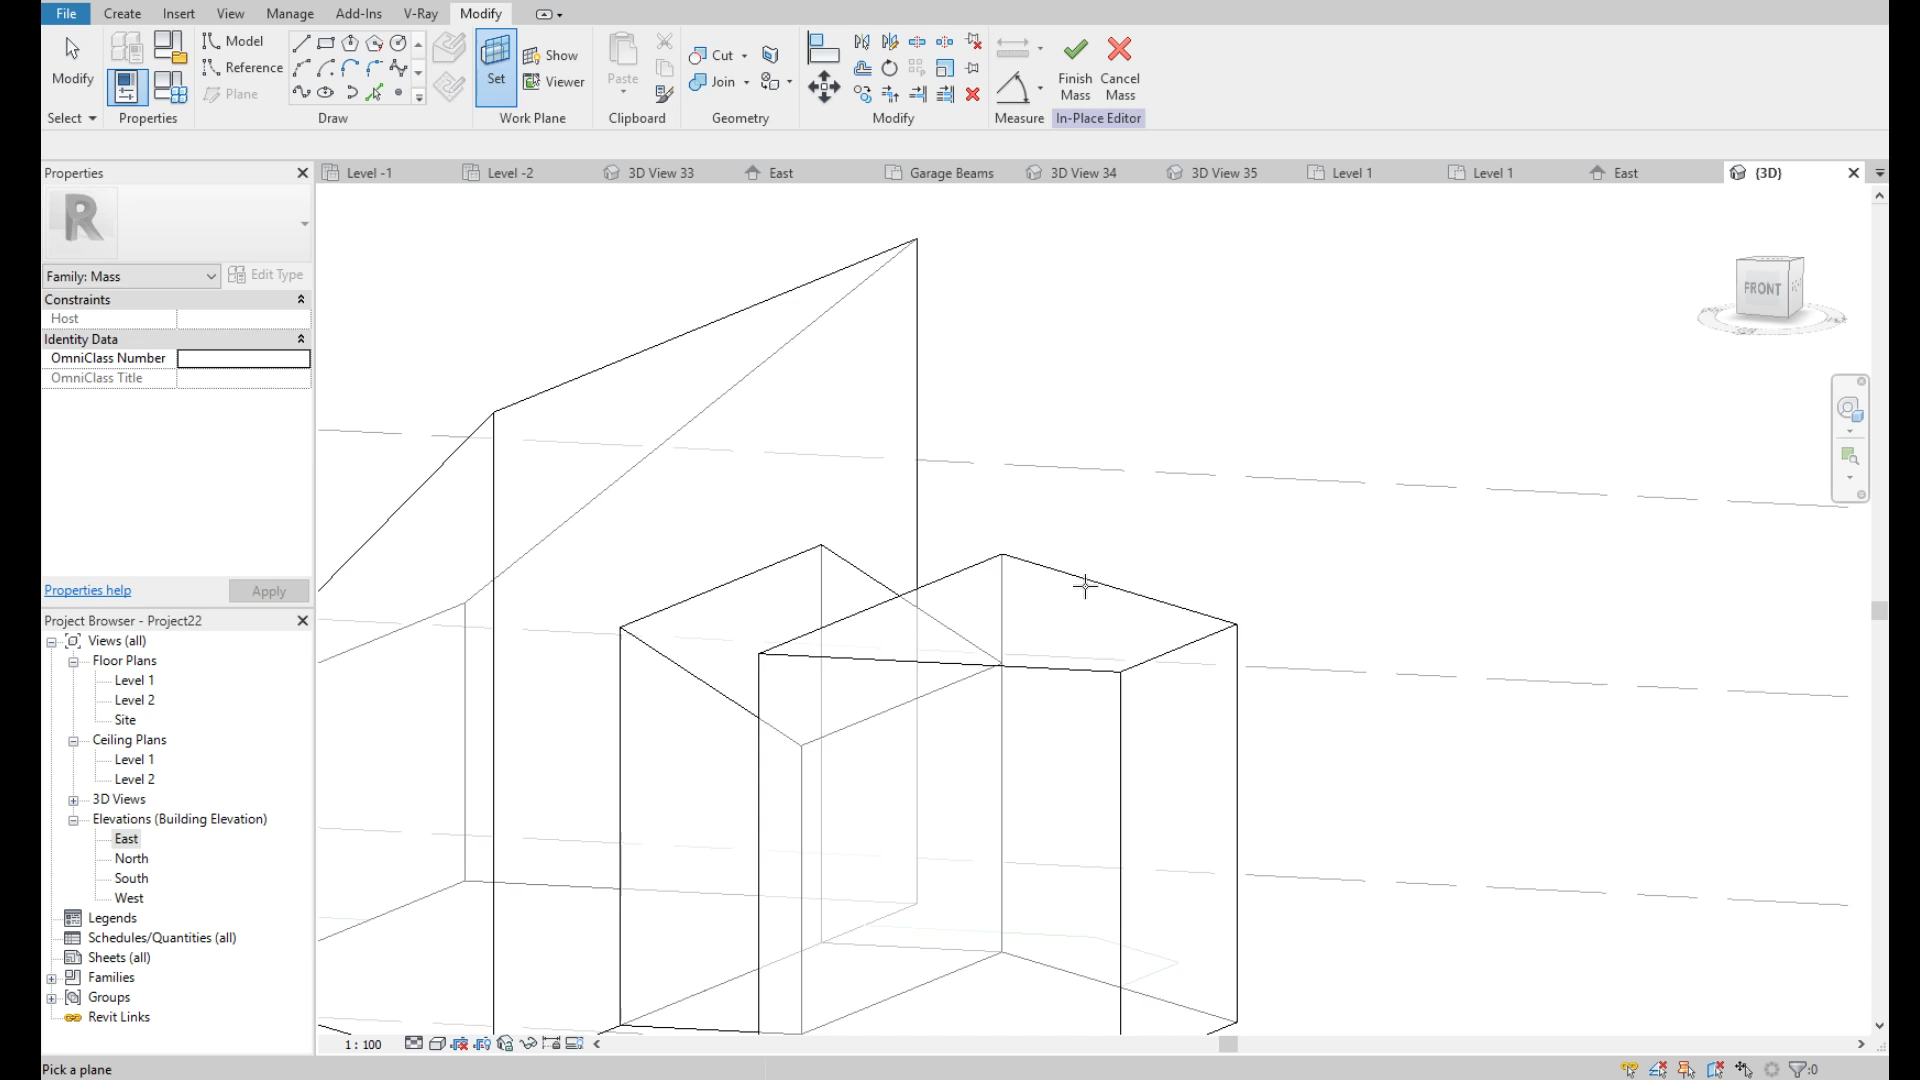 File Create Insert View Manage Add-Ins V-Ray Modify
Modify
Select
Properties
Model
Reference
Plane
Draw
Set
Show
Viewer
Work Plane
Paste
Clipboard
Cut
Join
Geometry
Modify
Measure
Finish Mass
Cancel Mass
In-Place Editor
Level -1 Level -2 3D View 33 East Garage Beams 3D View 34 3D View 35 Level 1 Level 1 East {3D}
Properties
R
Family: Mass
Edit Type
Constraints
Host
Identity Data
OmniClass Number
OmniClass Title
Properties help
Apply
Project Browser - Project22
Views (all)
Floor Plans
Level 1
Level 2
Site
Ceiling Plans
Level 1
Level 2
3D Views
Elevations (Building Elevation)
East
North
South
West
Legends
Schedules/Quantities (all)
Sheets (all)
Families
Groups
Revit Links
FRONT
1 : 100
Pick a plane
:0